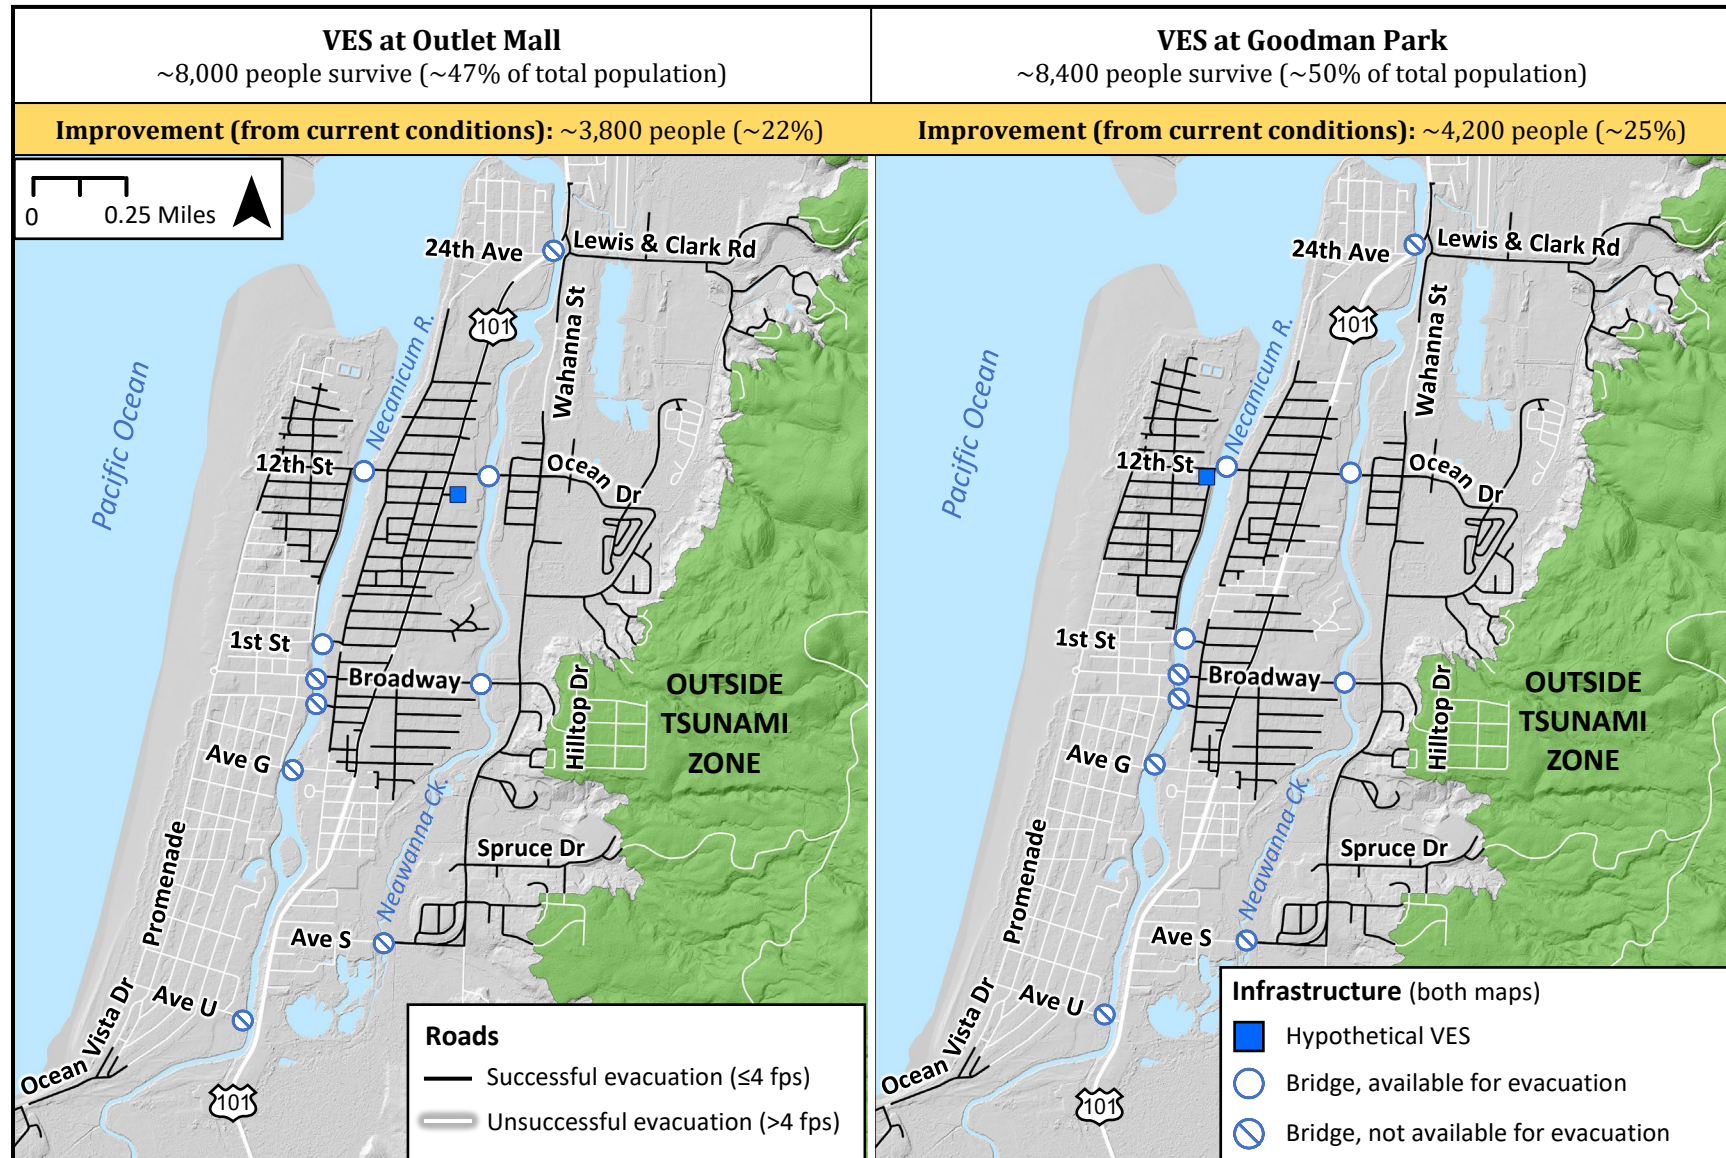 VES at Outlet Mall
~8,000 people survive (~47% of total population)
Improvement (from current conditions): ~3,800 people (~22%)
0 0.25 Miles
24th Ave
Lewis & Clark Rd
101
Necanicum R.
Wahanna St
Pacific Ocean
12th St
Ocean Dr
1st St
Broadway
Hilltop Dr
OUTSIDE
TSUNAMI
ZONE
Ave G
Neawanna Ck.
Promenade
Spruce Dr
Ave S
Ave U
Ocean Vista Dr
101
Roads
Successful evacuation (≤4 fps)
Unsuccessful evacuation (>4 fps)
VES at Goodman Park
~8,400 people survive (~50% of total population)
Improvement (from current conditions): ~4,200 people (~25%)
24th Ave
Lewis & Clark Rd
101
Necanicum R.
Wahanna St
Pacific Ocean
12th St
Ocean Dr
1st St
Broadway
Hilltop Dr
OUTSIDE
TSUNAMI
ZONE
Ave G
Neawanna Ck.
Promenade
Spruce Dr
Ave S
Ave U
Ocean Vista Dr
101
Infrastructure (both maps)
Hypothetical VES
Bridge, available for evacuation
Bridge, not available for evacuation